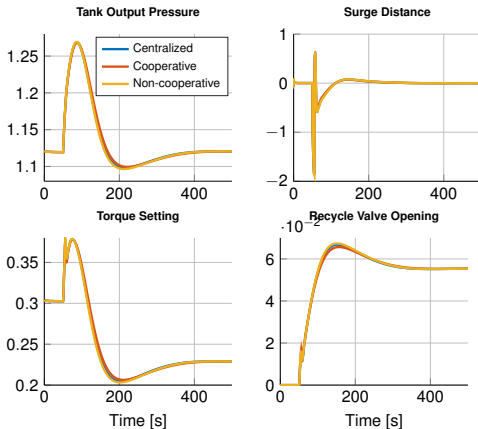 Tank Output Pressure
Surge Distance
1.25
1.2
1.15
1.1
Centralized
Cooperative
Non-cooperative
0
−1
−2
0 200 400
0 200 400
Torque Setting
Recycle Valve Opening
·10−2
0.35
0.3
0.25
0.2
6
4
2
0
0 200 400
0 200 400
Time [s]
Time [s]